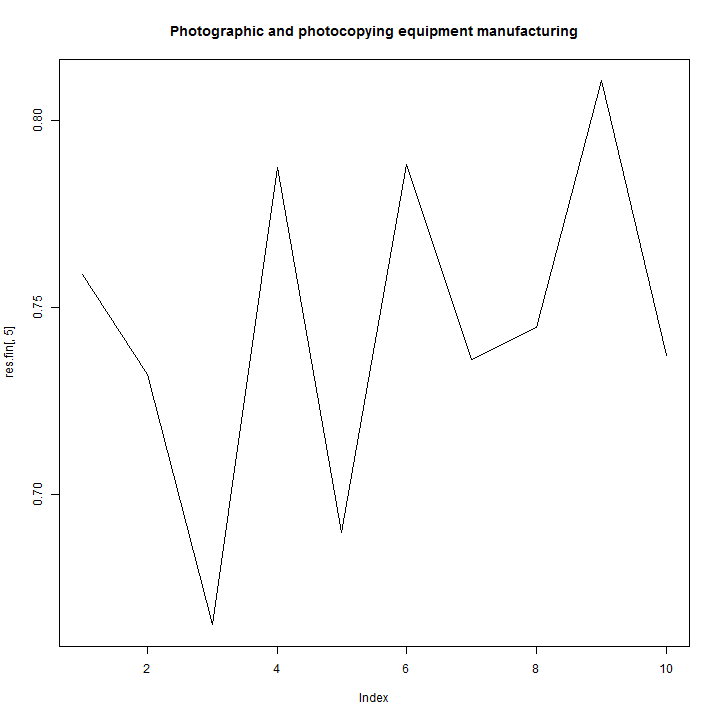 Photographic and photocopying equipment manufacturing
0.80
0.75
0.70
res.fin[, 5]
2 4 6 8 10
Index